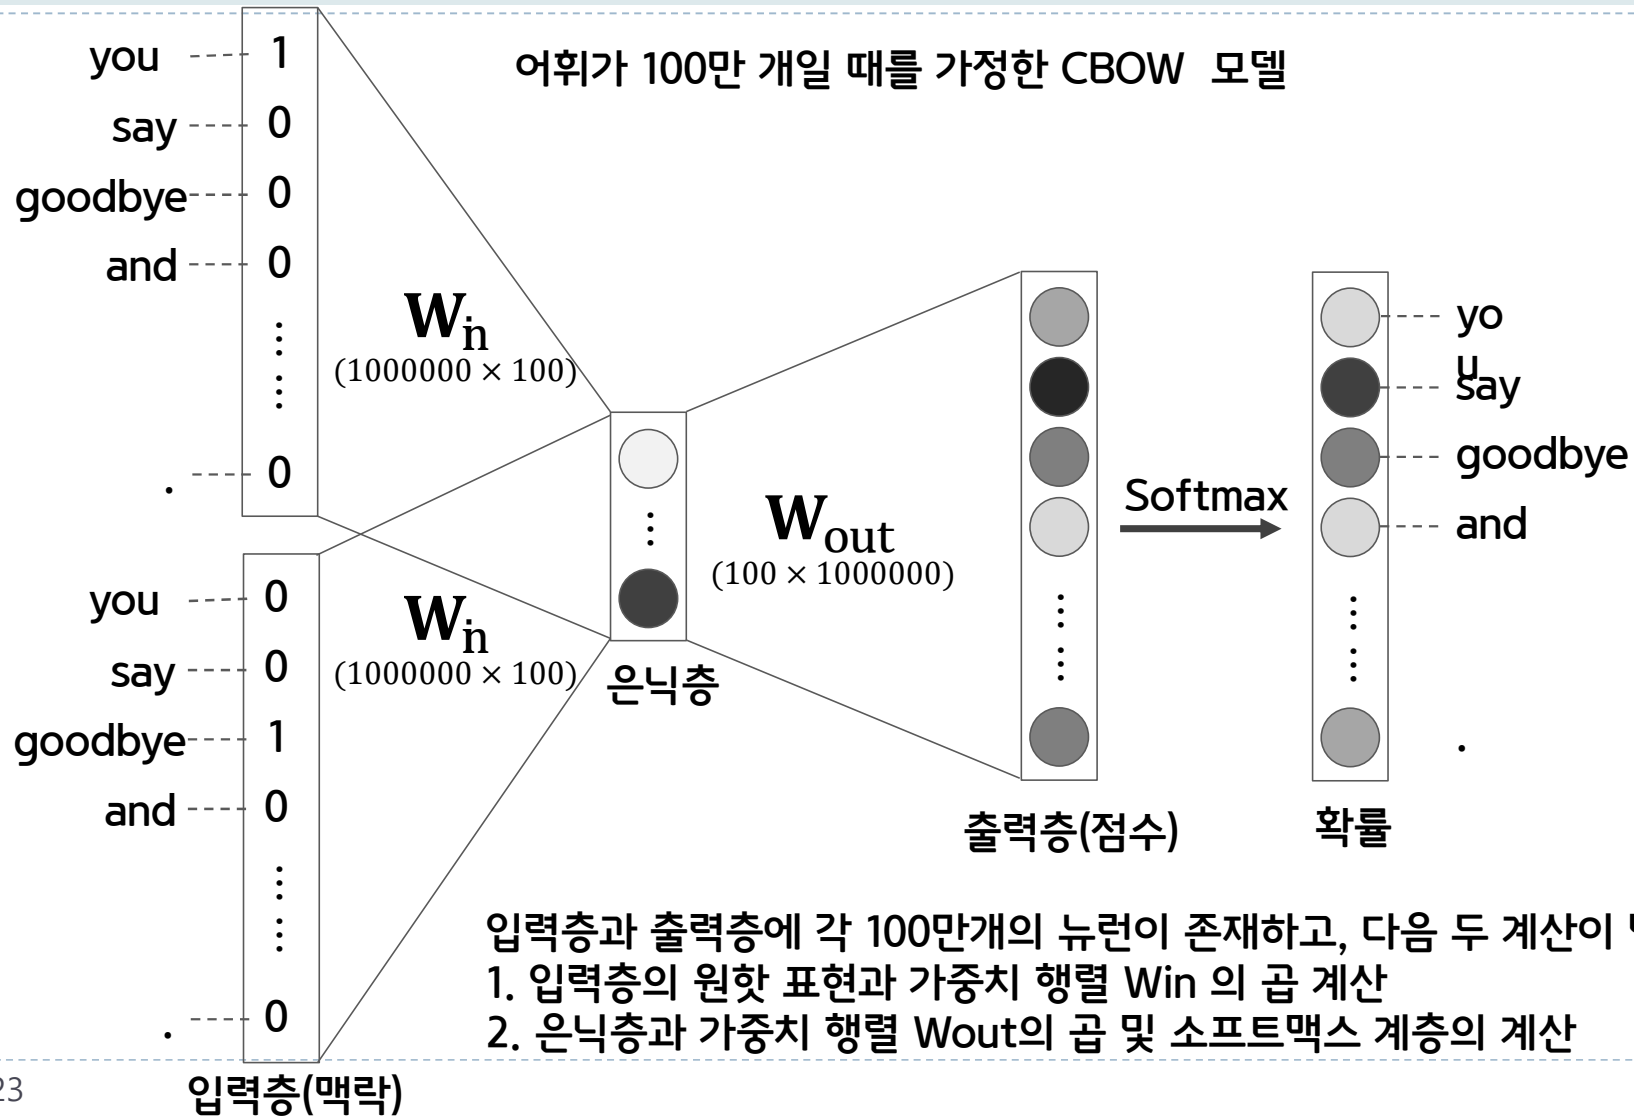 어휘가 100만 개일 때를 가정한 CBOW 모델
you 1
say 0
goodbye 0
and 0
⋮
⋮
. 0
W_in
(1000000 × 100)
you 0
say 0
goodbye 1
and 0
⋮
⋮
. 0
W_in
(1000000 × 100)
입력층(맥락)
⋮
은닉층
W_out
(100 × 1000000)
⋮
⋮
출력층(점수)
Softmax
yo
u
say
goodbye
and
⋮
⋮
.
확률
입력층과 출력층에 각 100만개의 뉴런이 존재하고, 다음 두 계산이
1. 입력층의 원핫 표현과 가중치 행렬 Win 의 곱 계산
2. 은닉층과 가중치 행렬 Wout의 곱 및 소프트맥스 계층의 계산
23